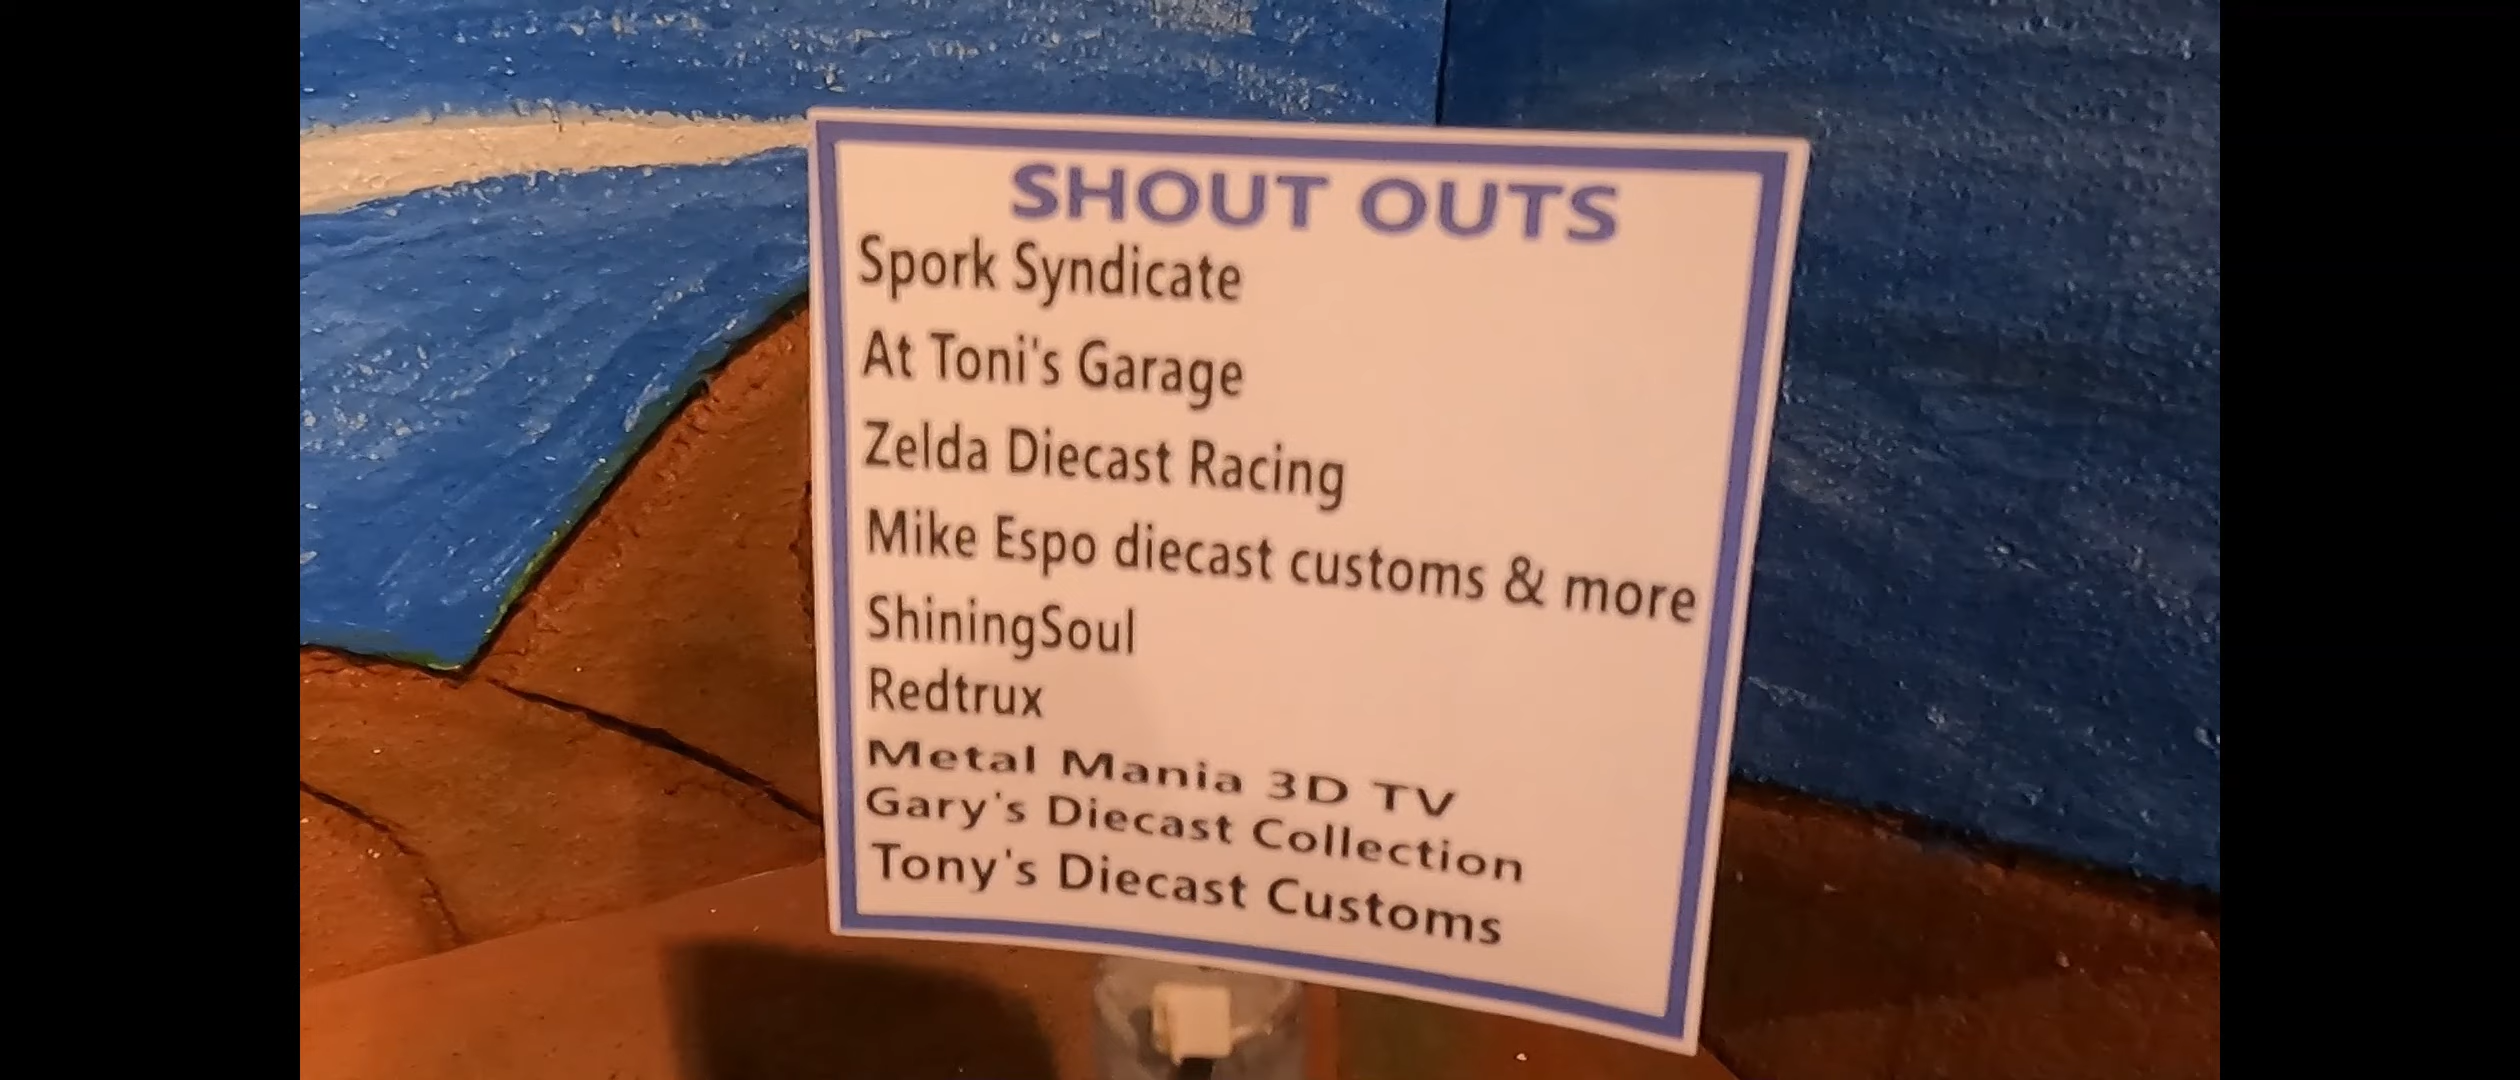 SHOUT OUTS
Spork Syndicate
At Toni's Garage
Zelda Diecast Racing
Mike Espo diecast customs & more
ShiningSoul
Redtrux
Metal Mania 3D TV
Gary's Diecast Collection
Tony's Diecast Customs